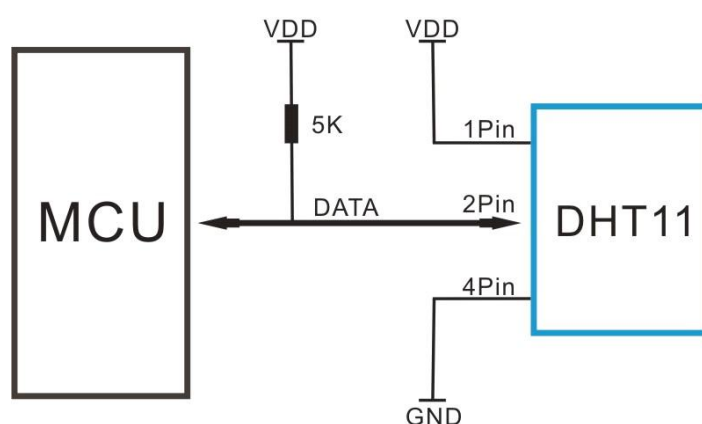 VDD
VDD
5K
1Pin
MCU
DATA
2Pin
DHT11
4Pin
GND